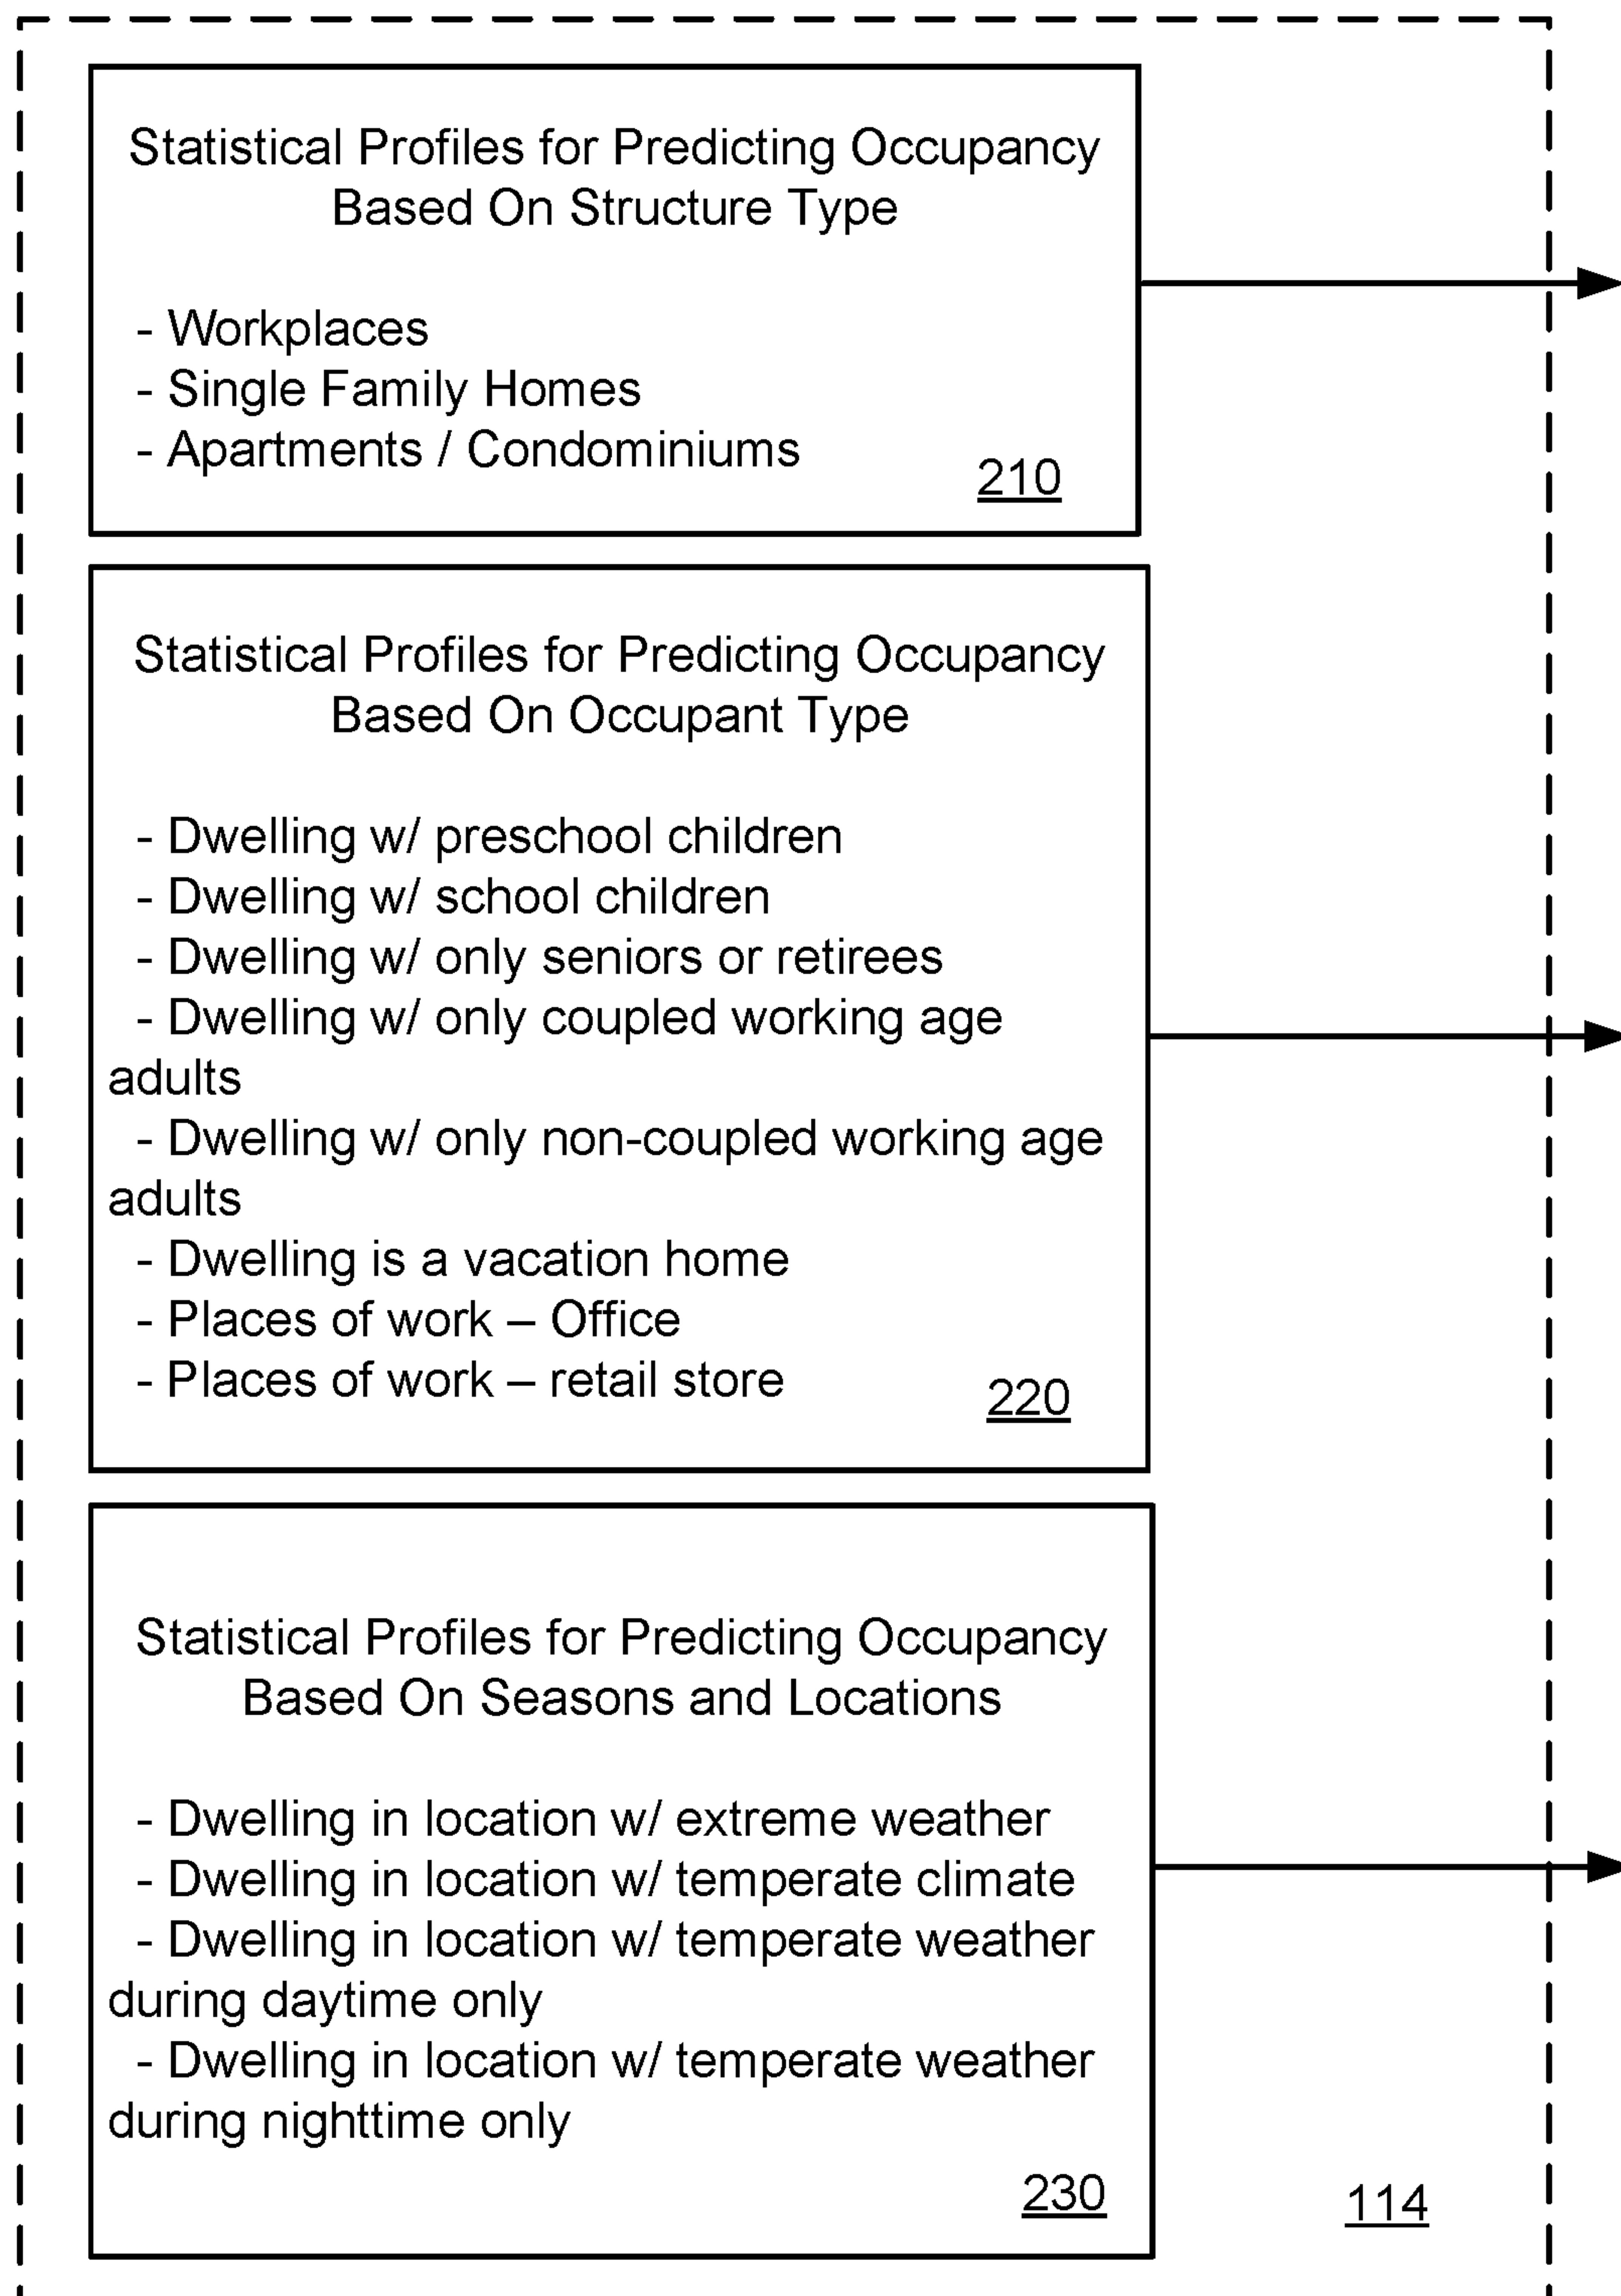 Statistical Profiles for Predicting Occupancy
Based On Structure Type
- Workplaces
- Single Family Homes
- Apartments / Condominiums
210
Statistical Profiles for Predicting Occupancy
Based On Occupant Type
- Dwelling w/ preschool children
- Dwelling w/ school children
- Dwelling w/ only seniors or retirees
- Dwelling w/ only coupled working age
adults
- Dwelling w/ only non-coupled working age
adults
- Dwelling is a vacation home
- Places of work – Office
- Places of work – retail store
220
Statistical Profiles for Predicting Occupancy
Based On Seasons and Locations
- Dwelling in location w/ extreme weather
- Dwelling in location w/ temperate climate
- Dwelling in location w/ temperate weather
during daytime only
- Dwelling in location w/ temperate weather
during nighttime only
230
114